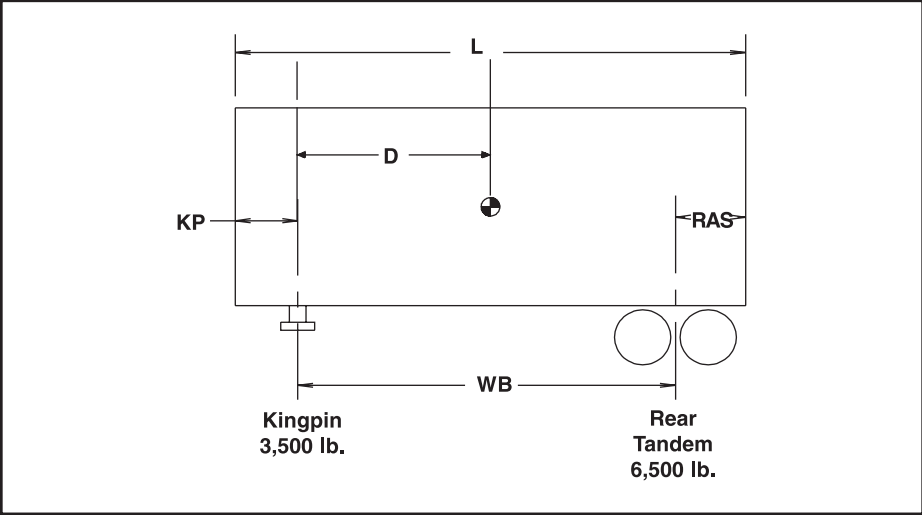 L
D
KP
RAS
WB
Kingpin
3,500 lb.
Rear
Tandem
6,500 lb.